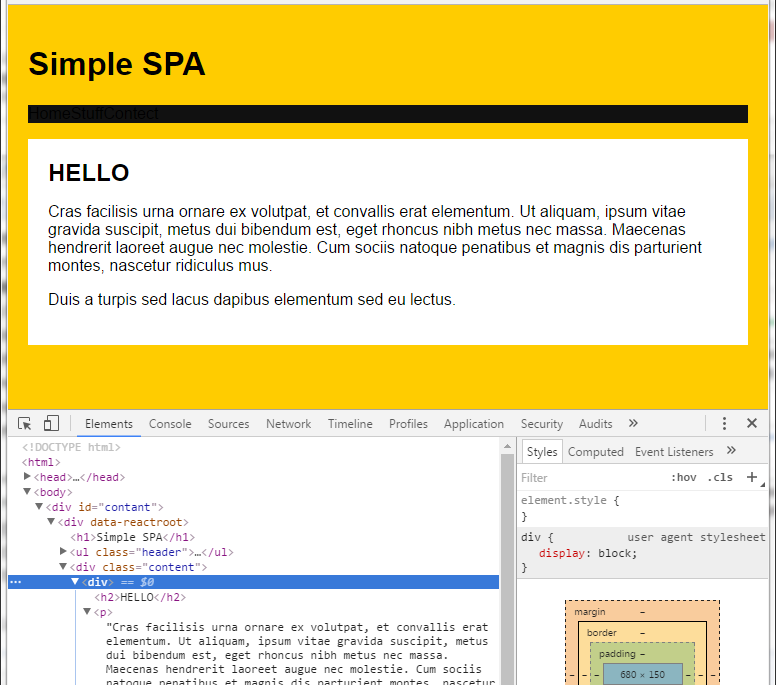 Simple SPA
HomeStuffContect
HELLO
Cras facilisis urna ornare ex volutpat, et convallis erat elementum. Ut aliquam, ipsum vitae
gravida suscipit, metus dui bibendum est, eget rhoncus nibh metus nec massa. Maecenas
hendrerit laoreet augue nec molestie. Cum sociis natoque penatibus et magnis dis parturient
montes, nascetur ridiculus mus.
Duis a turpis sed lacus dapibus elementum sed eu lectus.
Elements Console Sources Network Timeline Profiles Application Security Audits »
<!DOCTYPE html>
<html>
<head>…</head>
<body>
<div id="contant">
<div data-reactroot>
<h1>Simple SPA</h1>
<ul class="header">…</ul>
<div class="content">
… <div> == $0
<h2>HELLO</h2>
<p>
"Cras facilisis urna ornare ex volutpat, et convallis erat
elementum. Ut aliquam, ipsum vitae gravida suscipit, metus
dui bibendum est, eget rhoncus nibh metus nec massa.
Maecenas hendrerit laoreet augue nec molestie. Cum sociis
natoque penatibus et magnis dis parturient montes, nascetur
Styles Computed Event Listeners »
Filter :hov .cls +
element.style {
}
div { user agent stylesheet
display: block;
}
margin –
border –
padding –
– – – 680 × 150 – – –